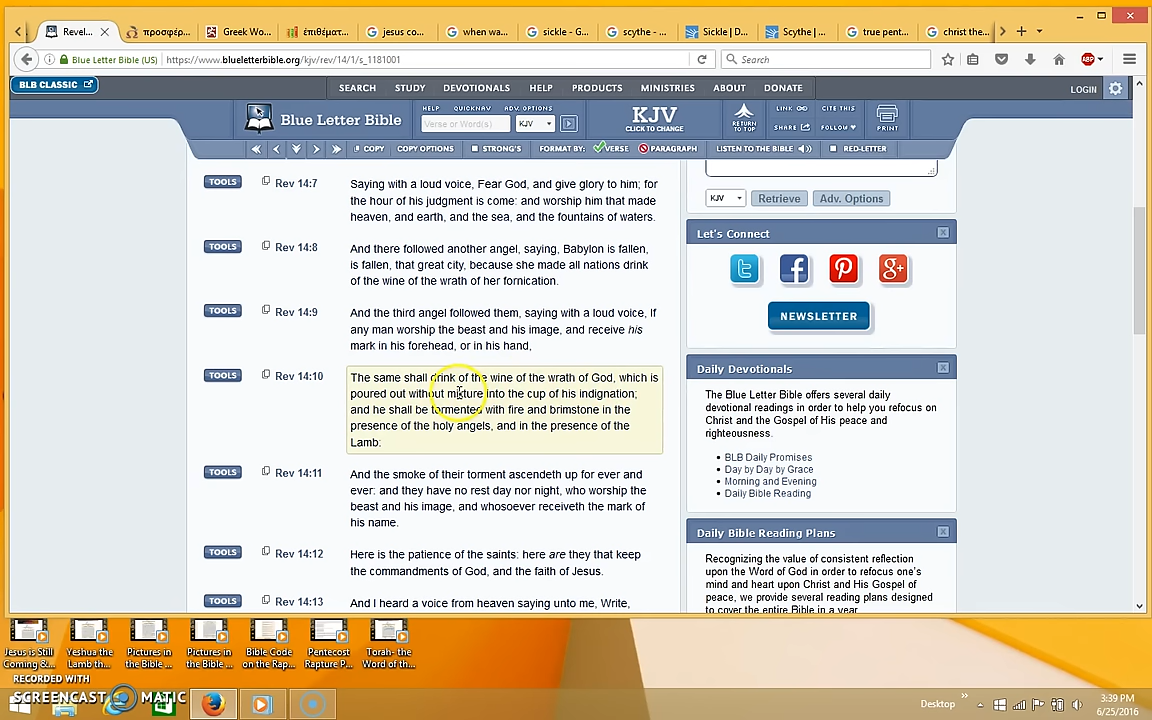 Revel...
προσφέρ...
Greek Wo...
ἐπιθέματ...
jesus co...
when wa...
sickle - G...
scythe - ...
Sickle | D...
Scythe | ...
true pent...
christ the...
Blue Letter Bible (US)
https://www.blueletterbible.org/kjv/rev/14/1/s_1181001
Search
ABP
BLB CLASSIC
SEARCH STUDY DEVOTIONALS HELP PRODUCTS MINISTRIES ABOUT DONATE
LOGIN
Blue Letter Bible
HELP QUICKNAV ADV. OPTIONS
Verse or Word(s) KJV
KJV
CLICK TO CHANGE
RETURN
TO TOP
LINK CITE THIS
SHARE FOLLOW
PRINT
COPY COPY OPTIONS STRONG'S FORMAT BY: VERSE PARAGRAPH LISTEN TO THE BIBLE RED-LETTER
TOOLS Rev 14:7 Saying with a loud voice, Fear God, and give glory to him; for
the hour of his judgment is come: and worship him that made
heaven, and earth, and the sea, and the fountains of waters.
TOOLS Rev 14:8 And there followed another angel, saying, Babylon is fallen,
is fallen, that great city, because she made all nations drink
of the wine of the wrath of her fornication.
TOOLS Rev 14:9 And the third angel followed them, saying with a loud voice, If
any man worship the beast and his image, and receive his
mark in his forehead, or in his hand,
TOOLS Rev 14:10 The same shall drink of the wine of the wrath of God, which is
poured out without mixture into the cup of his indignation;
and he shall be tormented with fire and brimstone in the
presence of the holy angels, and in the presence of the
Lamb:
TOOLS Rev 14:11 And the smoke of their torment ascendeth up for ever and
ever: and they have no rest day nor night, who worship the
beast and his image, and whosoever receiveth the mark of
his name.
TOOLS Rev 14:12 Here is the patience of the saints: here are they that keep
the commandments of God, and the faith of Jesus.
TOOLS Rev 14:13 And I heard a voice from heaven saying unto me, Write,
KJV Retrieve Adv. Options
Let's Connect
NEWSLETTER
Daily Devotionals
The Blue Letter Bible offers several daily
devotional readings in order to help you refocus on
Christ and the Gospel of His peace and
righteousness.
BLB Daily Promises
Day by Day by Grace
Morning and Evening
Daily Bible Reading
Daily Bible Reading Plans
Recognizing the value of consistent reflection
upon the Word of God in order to refocus one's
mind and heart upon Christ and His Gospel of
peace, we provide several reading plans designed
to cover the entire Bible in a year.
Jesus is Still
Coming &...
Yeshua the
Lamb th...
Pictures in
the Bible ...
Pictures in
the Bible ...
Bible Code
on the Rap...
Pentecost
Rapture P...
Torah- the
Word of th...
RECORDED WITH
SCREENCAST MATIC
Desktop
3:39 PM
6/25/2016